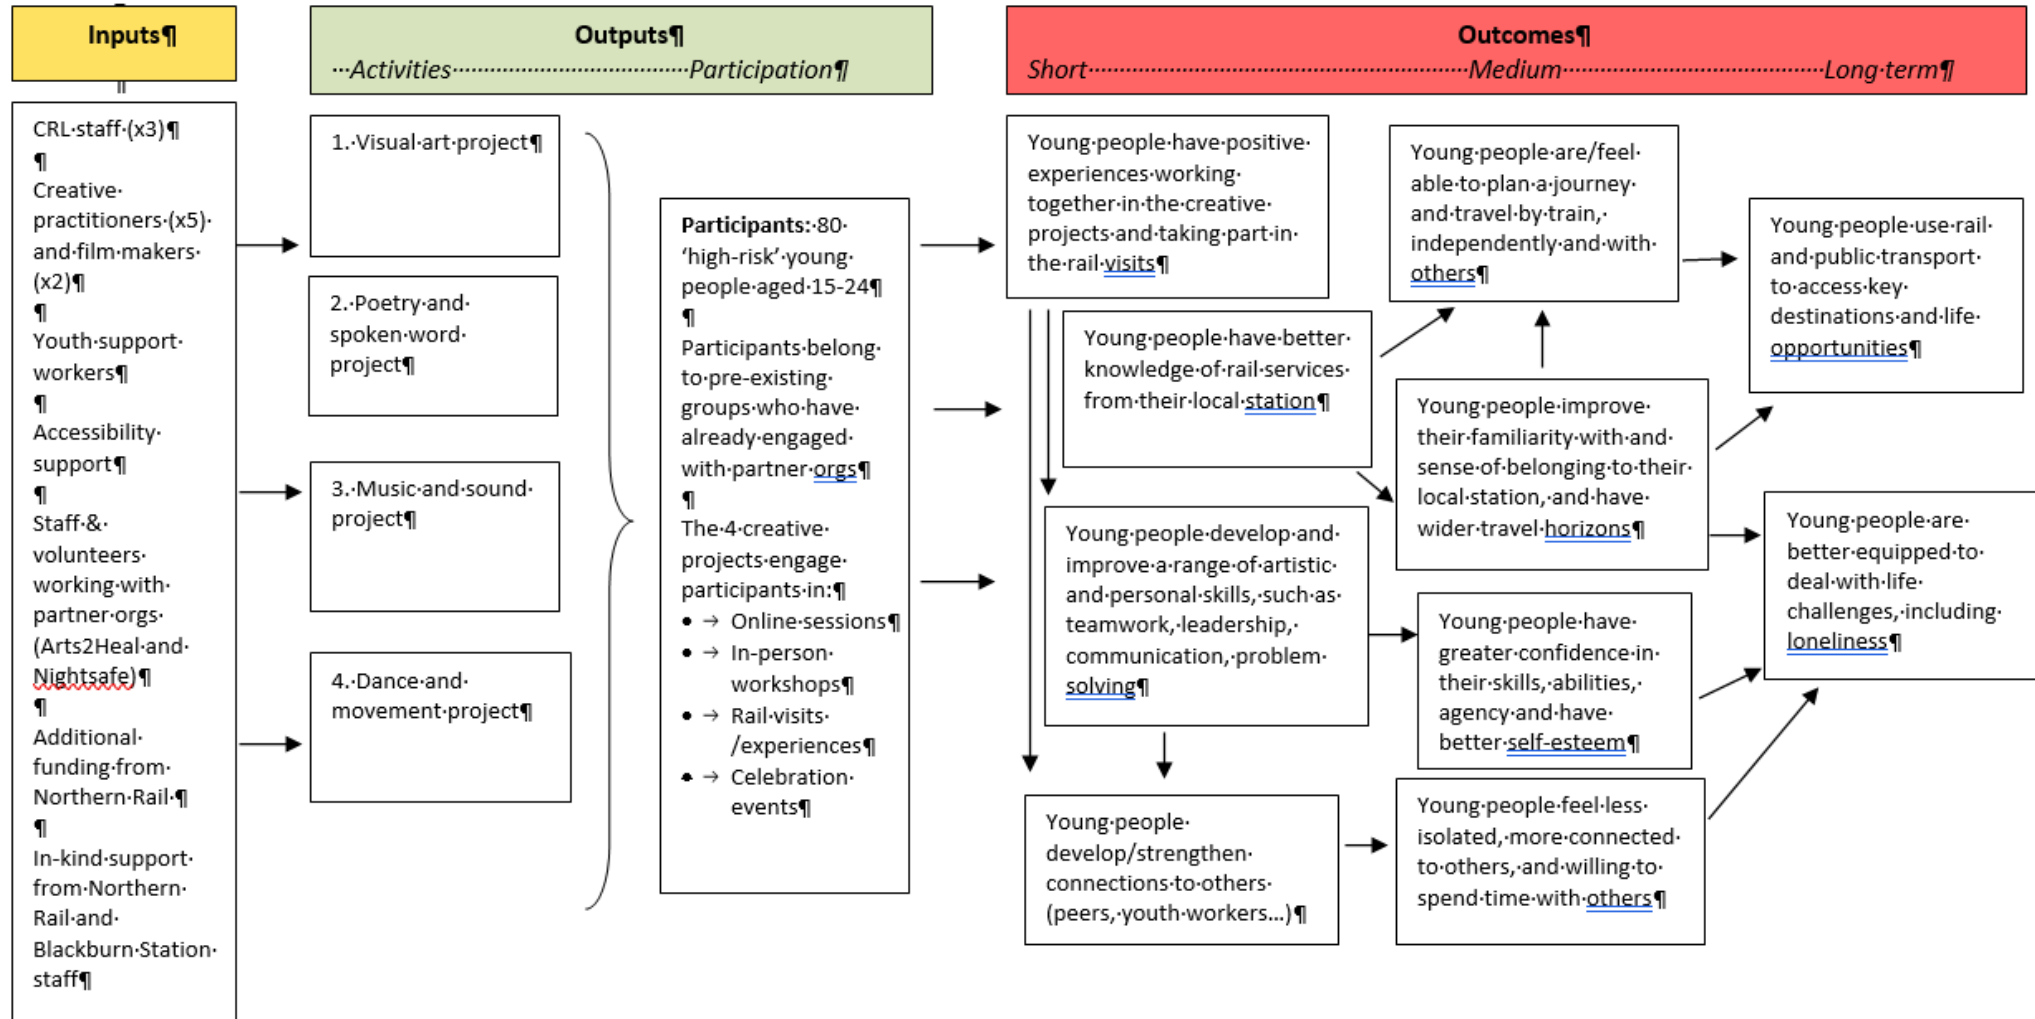 Inputs¶
¶
CRL·staff·(x3)¶
¶
Creative·
practitioners·(x5)·
and·film·makers·
(x2)¶
¶
Youth·support·
workers¶
¶
Accessibility·
support¶
¶
Staff·&·
volunteers·
working·with·
partner·orgs·
(Arts2Heal·and·
Nightsafe)¶
¶
Additional·
funding·from·
Northern·Rail·¶
¶
In-kind·support·
from·Northern·
Rail·and·
Blackburn·Station·
staff¶
Outputs¶
···Activities···································Participation¶
1.·Visual·art·project¶
2.·Poetry·and·
spoken·word·
project¶
3.·Music·and·sound·
project¶
4.·Dance·and·
movement·project¶
Participants:·80·
‘high-risk’·young·
people·aged·15-24¶
¶
Participants·belong·
to·pre-existing·
groups·who·have·
already·engaged·
with·partner·orgs¶
¶
The·4·creative·
projects·engage·
participants·in:¶
● → Online·sessions¶
● → In-person·
workshops¶
● → Rail·visits·
/experiences¶
● → Celebration·
events¶
Outcomes¶
Short·························································Medium·······································Long·term¶
Young·people·have·positive·
experiences·working·
together·in·the·creative·
projects·and·taking·part·in·
the·rail·visits¶
Young·people·have·better·
knowledge·of·rail·services·
from·their·local·station¶
Young·people·develop·and·
improve·a·range·of·artistic·
and·personal·skills,·such·as·
teamwork,·leadership,·
communication,·problem·
solving¶
Young·people·
develop/strengthen·
connections·to·others·
(peers,·youth·workers…)¶
Young·people·are/feel·
able·to·plan·a·journey·
and·travel·by·train,·
independently·and·with·
others¶
Young·people·improve·
their·familiarity·with·and·
sense·of·belonging·to·their·
local·station,·and·have·
wider·travel·horizons¶
Young·people·have·
greater·confidence·in·
their·skills,·abilities,·
agency·and·have·
better·self-esteem¶
Young·people·feel·less·
isolated,·more·connected·
to·others,·and·willing·to·
spend·time·with·others¶
Young·people·use·rail·
and·public·transport·
to·access·key·
destinations·and·life·
opportunities¶
Young·people·are·
better·equipped·to·
deal·with·life·
challenges,·including·
loneliness¶